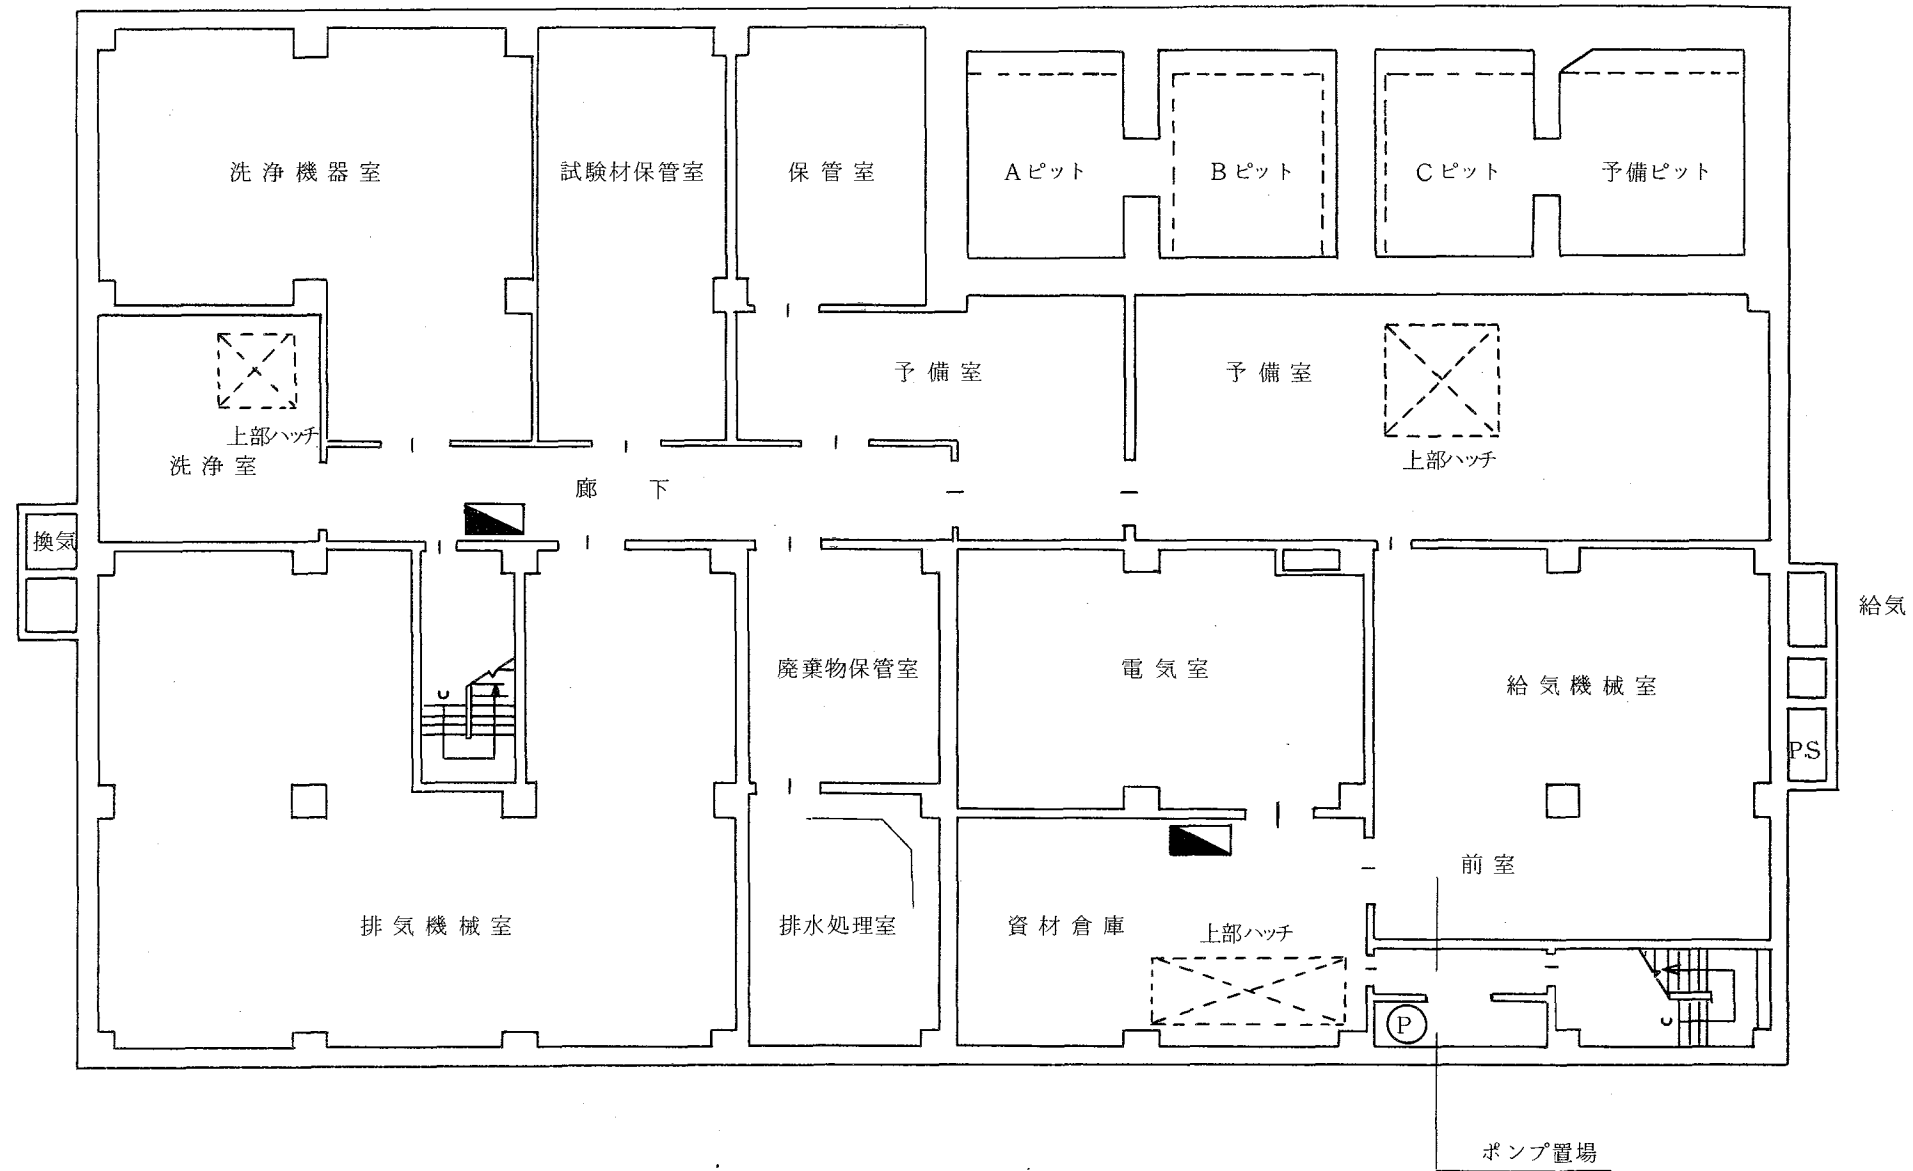 洗浄機器室
試験材保管室
保管室
Aピット
Bピット
Cピット
予備ピット
予備室
予備室
上部ハッチ
洗浄室
上部ハッチ
廊下
換気
給気
廃棄物保管室
電気室
給気機械室
PS
前室
排気機械室
排水処理室
資材倉庫
上部ハッチ
P
ポンプ置場